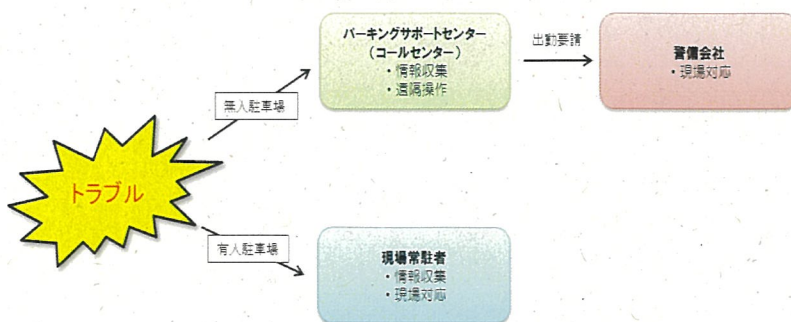 パーキングサポートセンター
（コールセンター）
・情報収集
・遠隔操作
出動要請
警備会社
・現場対応
無人駐車場
トラブル
有人駐車場
現場常駐者
・情報収集
・現場対応